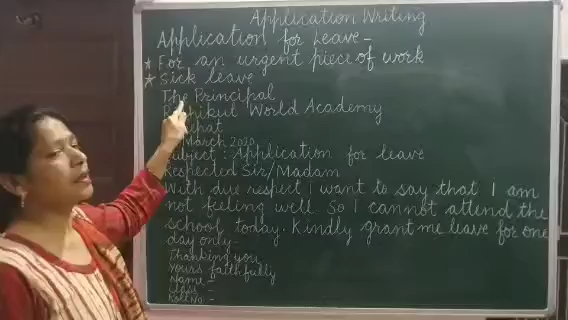 Application Writing
Application for Leave -
* For an urgent piece of work
* Sick leave
The Principal
World Academy
March 2020
Subject : Application for leave
Respected Sir/Madam
With due respect I want to say that I am
not feeling well. So I cannot attend the
school today. Kindly grant me leave for one
day only -
Thanking you
Yours faithfully
Name -
Class -
Roll No -